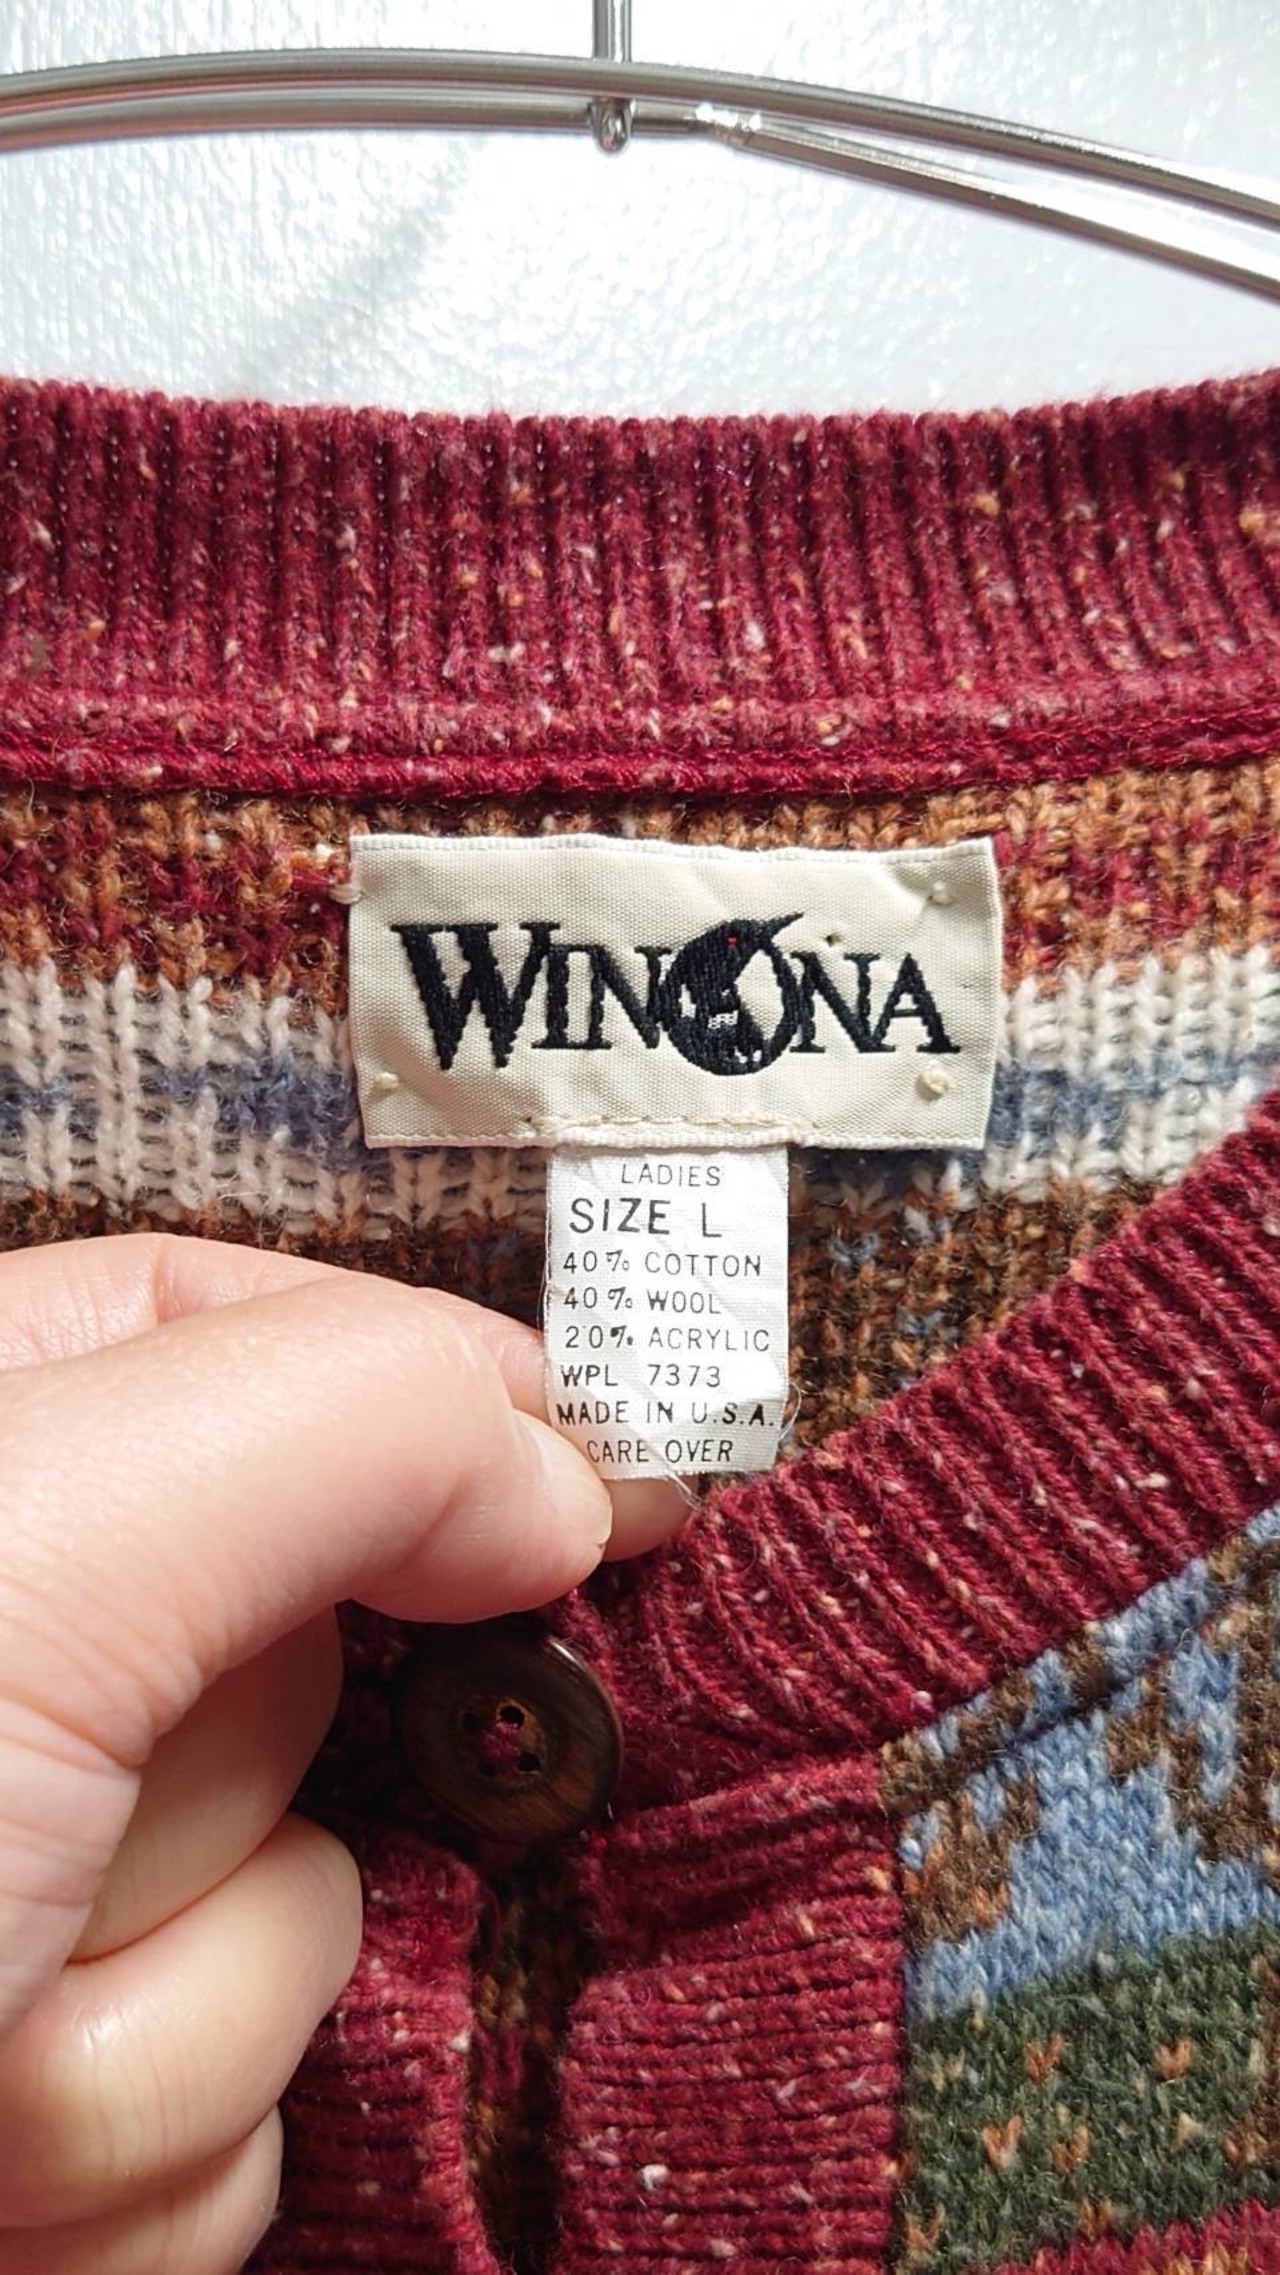 WINONA
LADIES
SIZE L
40% COTTON
40% WOOL
20% ACRYLIC
WPL 7373
MADE IN U.S.A.
CARE OVER